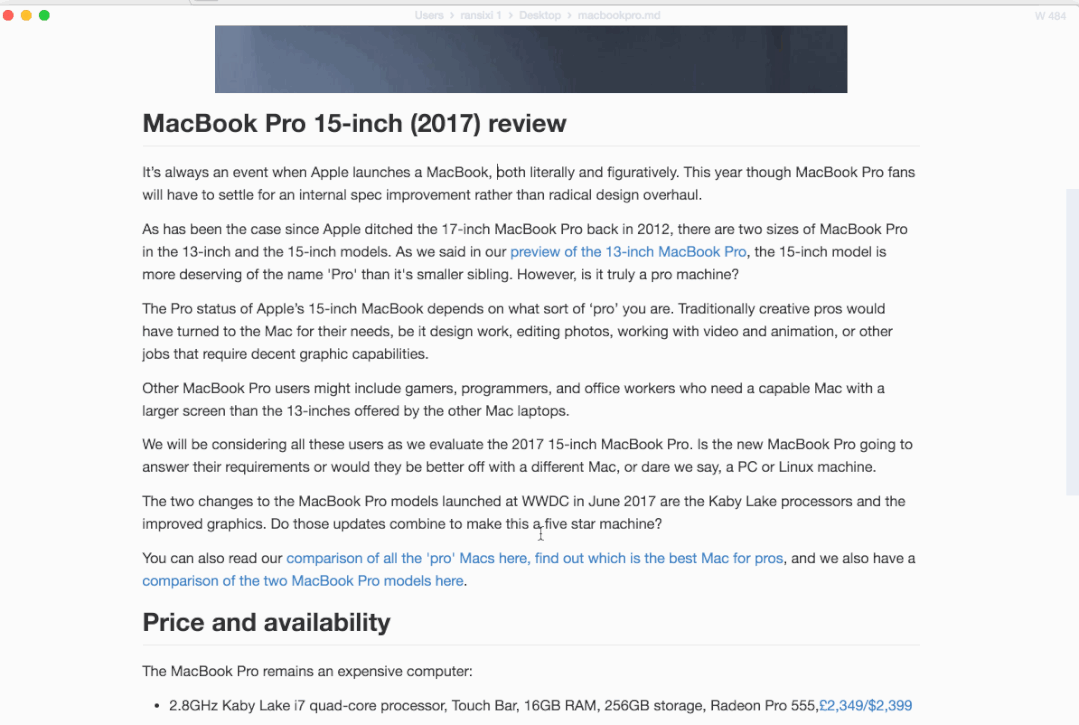 Users › ransixi 1 › Desktop › macbookpro.md
W 484
MacBook Pro 15-inch (2017) review
It’s always an event when Apple launches a MacBook, both literally and figuratively. This year though MacBook Pro fans
will have to settle for an internal spec improvement rather than radical design overhaul.
As has been the case since Apple ditched the 17-inch MacBook Pro back in 2012, there are two sizes of MacBook Pro
in the 13-inch and the 15-inch models. As we said in our preview of the 13-inch MacBook Pro, the 15-inch model is
more deserving of the name 'Pro' than it's smaller sibling. However, is it truly a pro machine?
The Pro status of Apple’s 15-inch MacBook depends on what sort of ‘pro’ you are. Traditionally creative pros would
have turned to the Mac for their needs, be it design work, editing photos, working with video and animation, or other
jobs that require decent graphic capabilities.
Other MacBook Pro users might include gamers, programmers, and office workers who need a capable Mac with a
larger screen than the 13-inches offered by the other Mac laptops.
We will be considering all these users as we evaluate the 2017 15-inch MacBook Pro. Is the new MacBook Pro going to
answer their requirements or would they be better off with a different Mac, or dare we say, a PC or Linux machine.
The two changes to the MacBook Pro models launched at WWDC in June 2017 are the Kaby Lake processors and the
improved graphics. Do those updates combine to make this a five star machine?
You can also read our comparison of all the 'pro' Macs here, find out which is the best Mac for pros, and we also have a
comparison of the two MacBook Pro models here.
Price and availability
The MacBook Pro remains an expensive computer:
• 2.8GHz Kaby Lake i7 quad-core processor, Touch Bar, 16GB RAM, 256GB storage, Radeon Pro 555,£2,349/$2,399